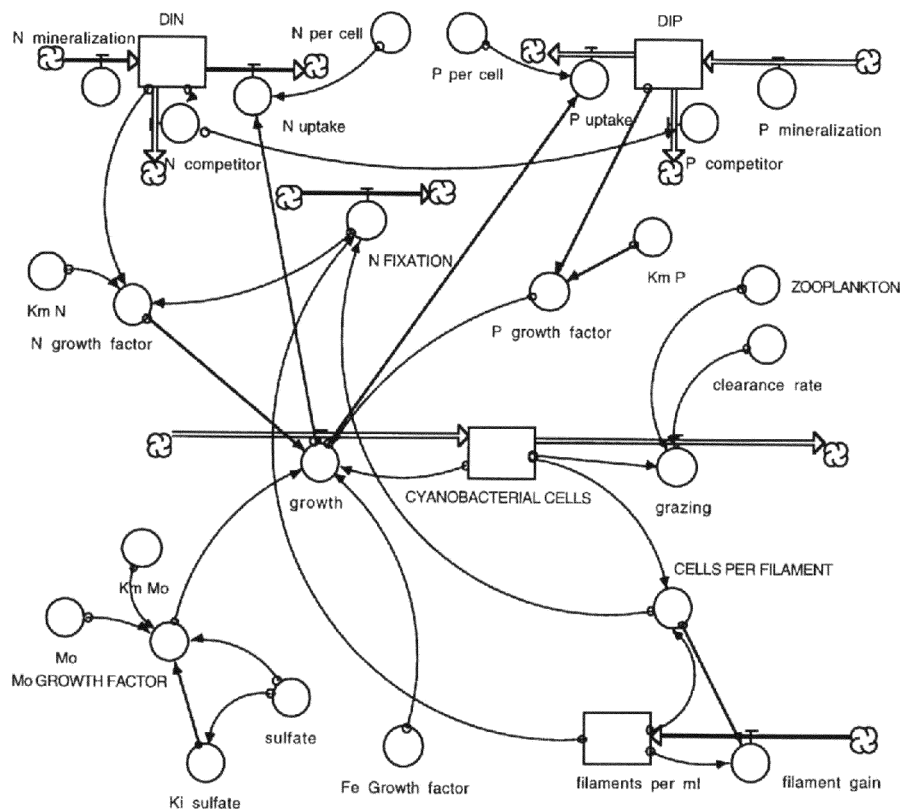 DIN
DIP
N mineralization
N per cell
P per cell
N uptake
P uptake
P mineralization
N competitor
P competitor
N FIXATION
Km N
Km P
ZOOPLANKTON
N growth factor
P growth factor
clearance rate
growth
CYANOBACTERIAL CELLS
grazing
Km Mo
CELLS PER FILAMENT
Mo
Mo GROWTH FACTOR
sulfate
Ki sulfate
Fe Growth factor
filaments per ml
filament gain